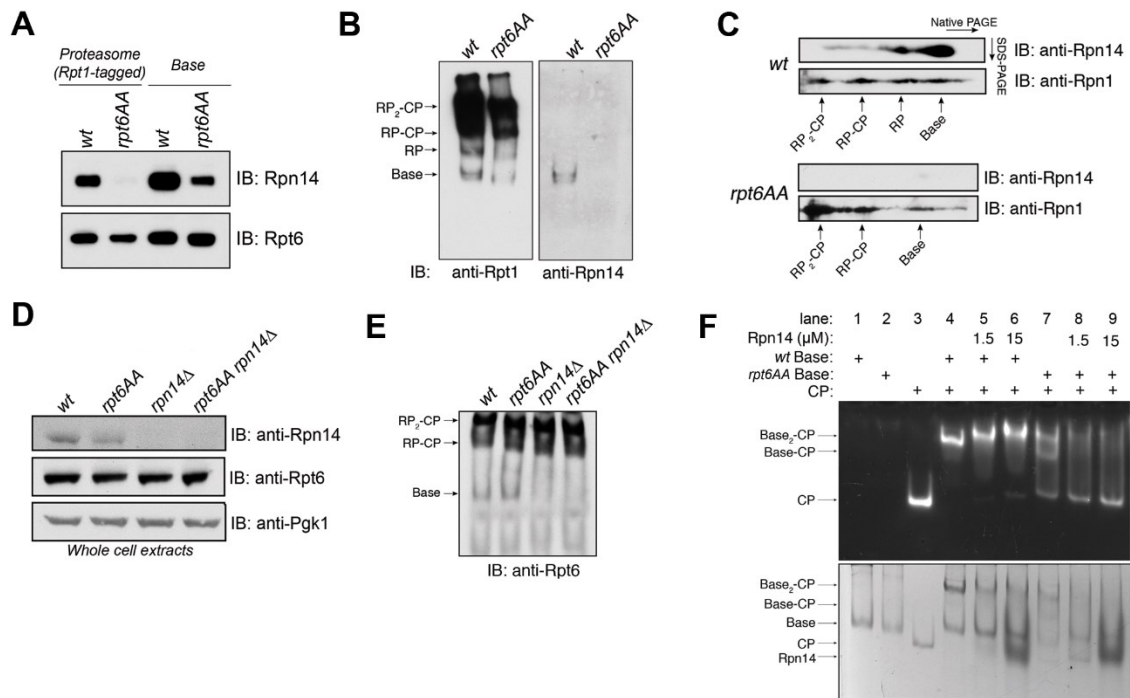 A
Proteasome
(Rpt1-tagged)
Base
wt
rpt6AA
wt
rpt6AA
IB: Rpn14
IB: Rpt6
B
wt
rpt6AA
wt
rpt6AA
RP₂-CP
RP-CP
RP
Base
IB:
anti-Rpt1
anti-Rpn14
C
Native PAGE
SDS-PAGE
wt
IB: anti-Rpn14
IB: anti-Rpn1
RP₂-CP
RP-CP
RP
Base
rpt6AA
IB: anti-Rpn14
IB: anti-Rpn1
RP₂-CP
RP-CP
Base
D
wt
rpt6AA
rpn14Δ
rpt6AA rpn14Δ
IB: anti-Rpn14
IB: anti-Rpt6
IB: anti-Pgk1
Whole cell extracts
E
wt
rpt6AA
rpn14Δ
rpt6AA rpn14Δ
RP₂-CP
RP-CP
Base
IB: anti-Rpt6
F
lane: 1 2 3 4 5 6 7 8 9
Rpn14 (μM) 1.5 15 1.5 15
wt Base: + + + +
rpt6AA Base: + + + +
CP: + + + + + + +
Base₂-CP
Base-CP
CP
Base₂-CP
Base-CP
Base
CP
Rpn14